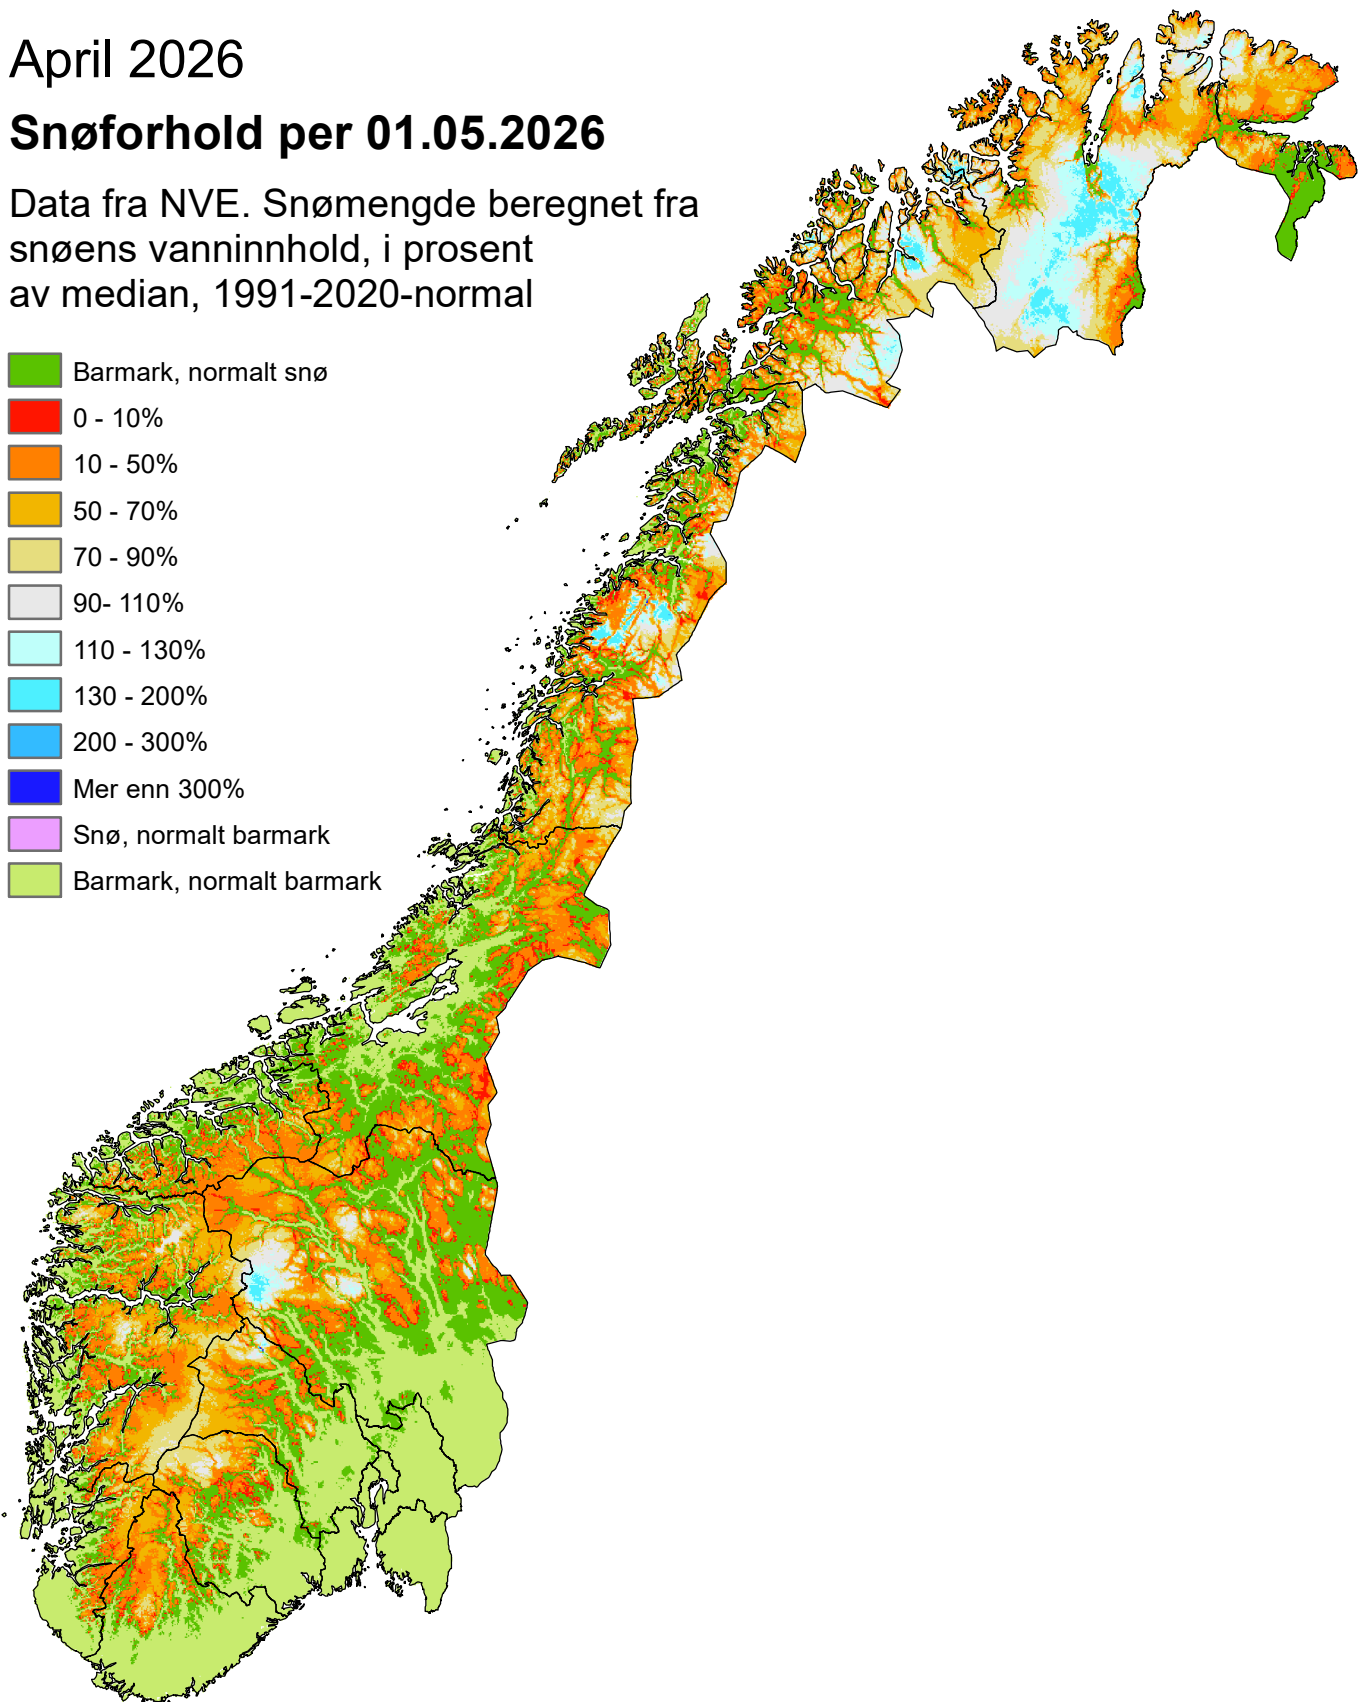 April 2026
Snøforhold per 01.05.2026
Data fra NVE. Snømengde beregnet fra
snøens vanninnhold, i prosent
av median, 1991-2020-normal
Barmark, normalt snø
0 - 10%
10 - 50%
50 - 70%
70 - 90%
90- 110%
110 - 130%
130 - 200%
200 - 300%
Mer enn 300%
Snø, normalt barmark
Barmark, normalt barmark